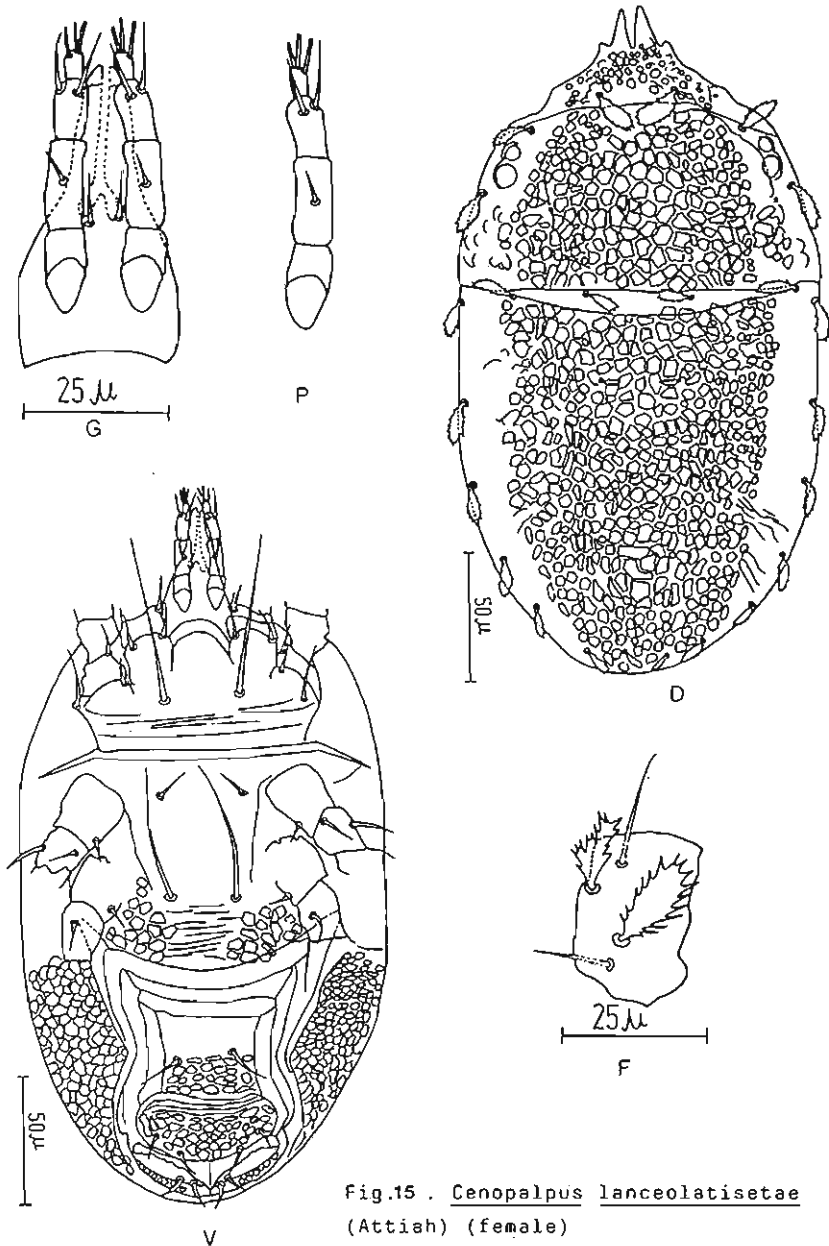 25 µ
G
P
50µ
D
50µ
V
25µ
F
Fig.15 . Cenopalpus lanceolatisetae
(Attiah) (female)